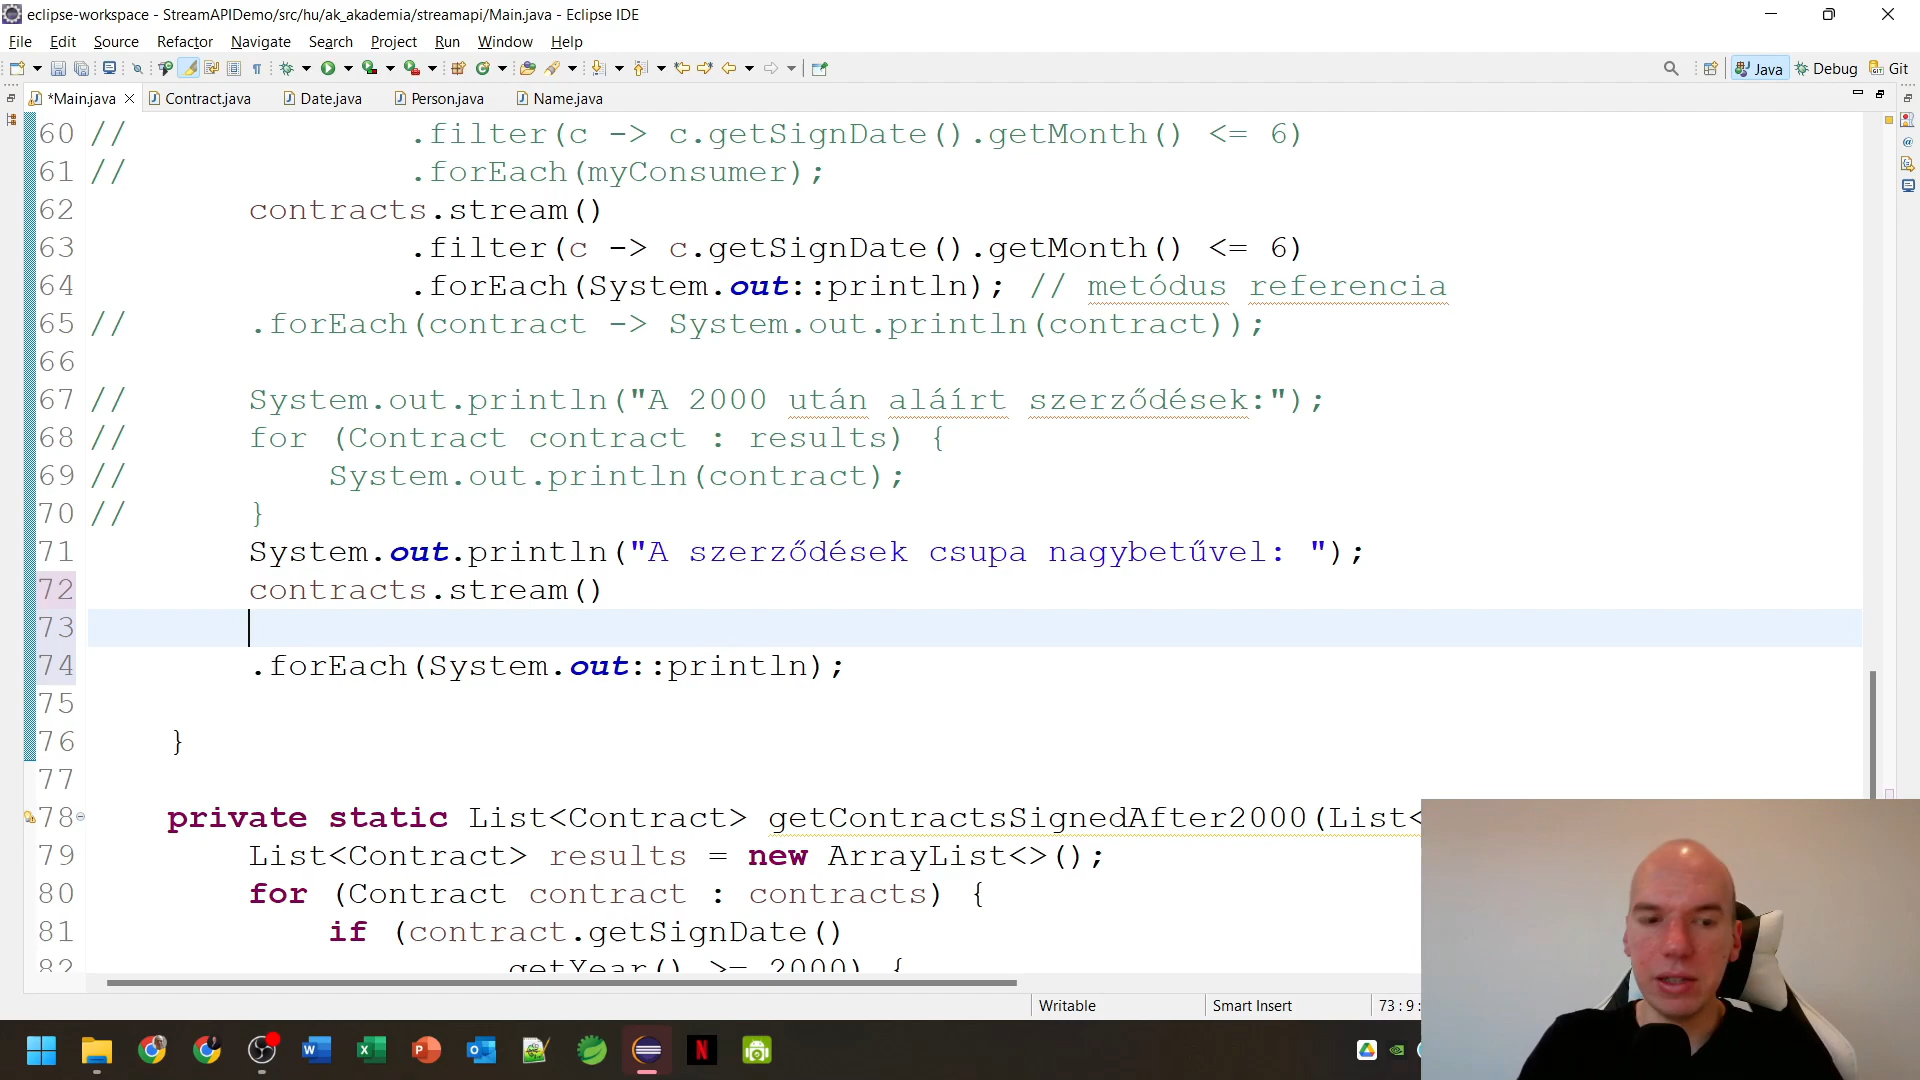 eclipse-workspace - StreamAPIDemo/src/hu/ak_akademia/streamapi/Main.java - Eclipse IDE
File Edit Source Refactor Navigate Search Project Run Window Help
Java Debug Git
*Main.java Contract.java Date.java Person.java Name.java
60 // .filter(c -> c.getSignDate().getMonth() <= 6)
61 // .forEach(myConsumer);
62 contracts.stream()
63 .filter(c -> c.getSignDate().getMonth() <= 6)
64 .forEach(System.out::println); // metódus referencia
65 // .forEach(contract -> System.out.println(contract));
66
67 // System.out.println("A 2000 után aláírt szerződések:");
68 // for (Contract contract : results) {
69 // System.out.println(contract);
70 // }
71 System.out.println("A szerződések csupa nagybetűvel: ");
72 contracts.stream()
73
74 .forEach(System.out::println);
75
76 }
77
78 private static List<Contract> getContractsSignedAfter2000(List<
79 List<Contract> results = new ArrayList<>();
80 for (Contract contract : contracts) {
81 if (contract.getSignDate()
82 getYear() >= 2000) {
Writable Smart Insert 73 : 9 :